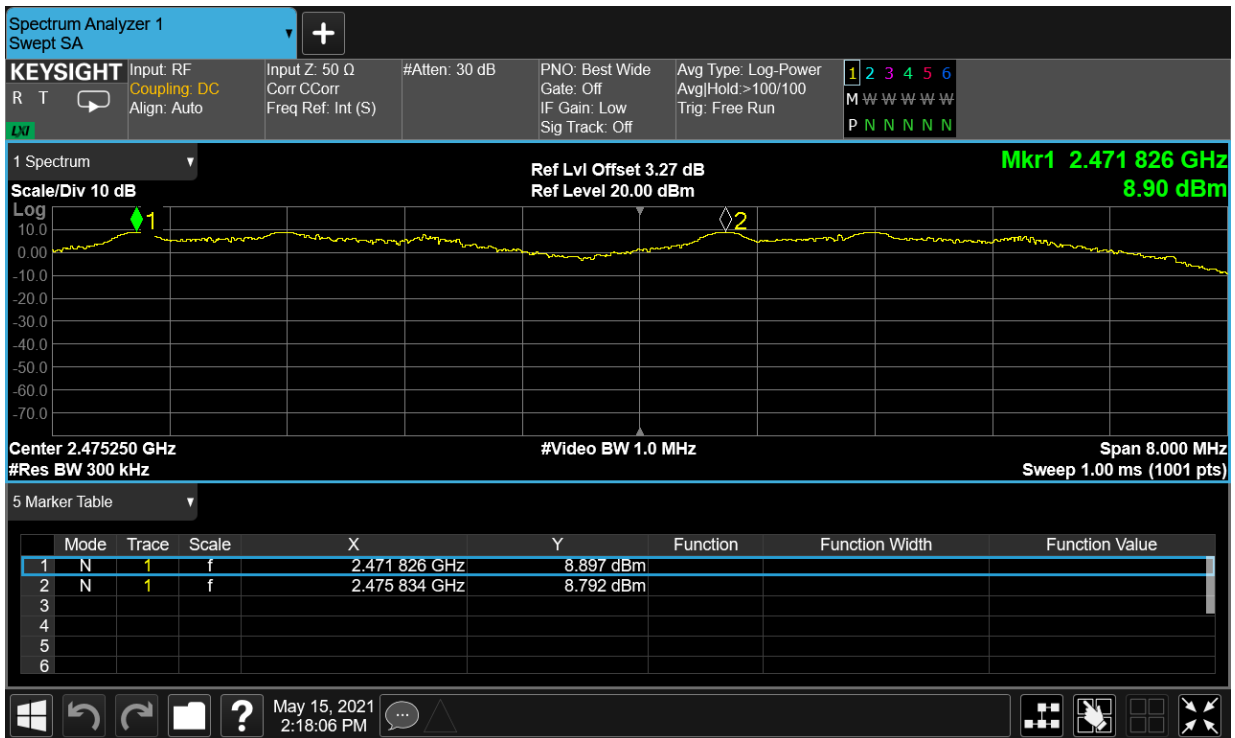 Spectrum Analyzer 1
Swept SA
+
KEYSIGHT
R T
LXI
Input: RF
Coupling: DC
Align: Auto
Input Z: 50 Ω
Corr CCorr
Freq Ref: Int (S)
#Atten: 30 dB
PNO: Best Wide
Gate: Off
IF Gain: Low
Sig Track: Off
Avg Type: Log-Power
Avg|Hold:>100/100
Trig: Free Run
1 2 3 4 5 6
M W W W W W
P N N N N N
1 Spectrum
Ref Lvl Offset 3.27 dB
Mkr1 2.471 826 GHz
Scale/Div 10 dB
Ref Level 20.00 dBm
8.90 dBm
Log
1
2
10.0
0.00
-10.0
-20.0
-30.0
-40.0
-50.0
-60.0
-70.0
Center 2.475250 GHz
#Video BW 1.0 MHz
Span 8.000 MHz
#Res BW 300 kHz
Sweep 1.00 ms (1001 pts)
5 Marker Table
Mode Trace Scale X Y Function Function Width Function Value
1 N 1 f 2.471 826 GHz 8.897 dBm
2 N 1 f 2.475 834 GHz 8.792 dBm
3
4
5
6
?
May 15, 2021
2:18:06 PM